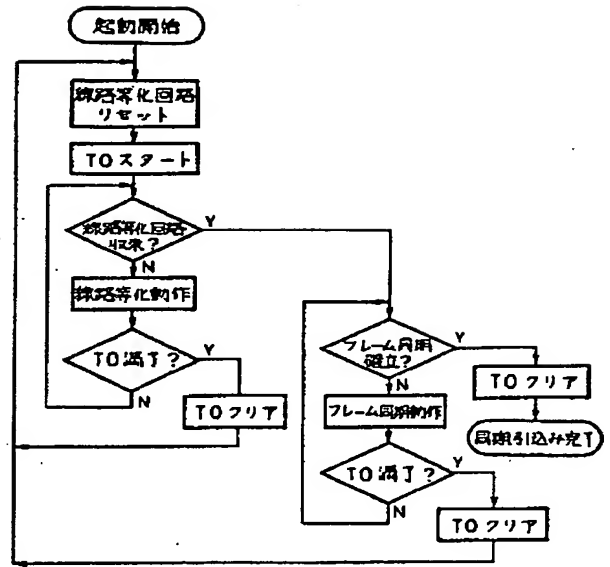 起動開始
線路等化回路
リセット
TOスタート
線路等化回路
収束？
Y
N
線路等化動作
TO満了？
Y
N
TOクリア
フレーム同期
確立？
Y
N
TOクリア
フレーム同期動作
同期引込み完了
TO満了？
Y
N
TOクリア